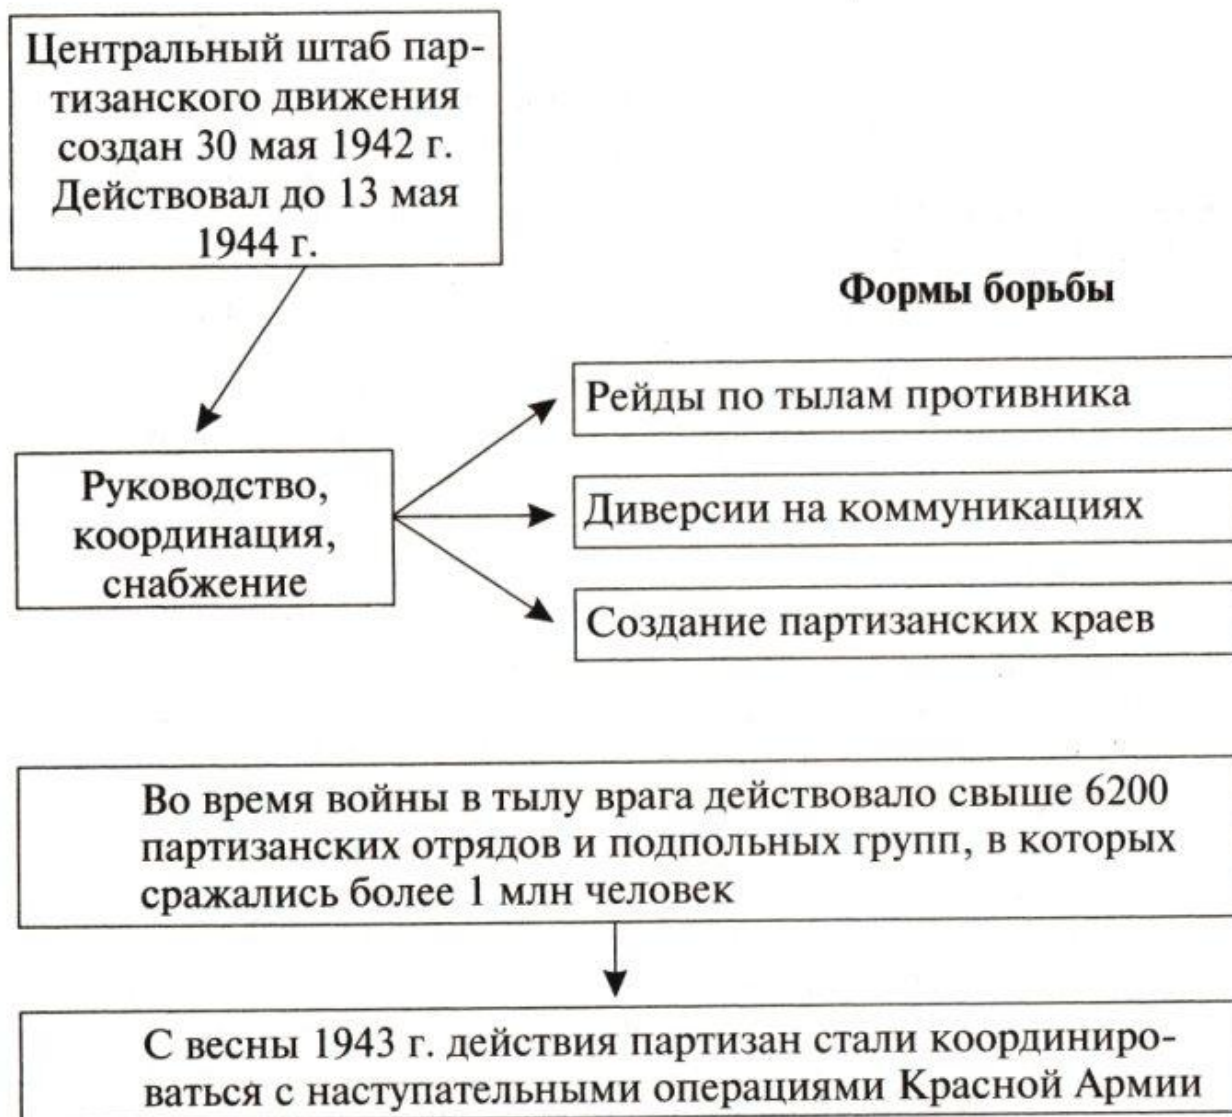 Центральный штаб пар-
тизанского движения
создан 30 мая 1942 г.
Действовал до 13 мая
1944 г.
Формы борьбы
Руководство,
координация,
снабжение
Рейды по тылам противника
Диверсии на коммуникациях
Создание партизанских краев
Во время войны в тылу врага действовало свыше 6200
партизанских отрядов и подпольных групп, в которых
сражались более 1 млн человек
С весны 1943 г. действия партизан стали координиро-
ваться с наступательными операциями Красной Армии